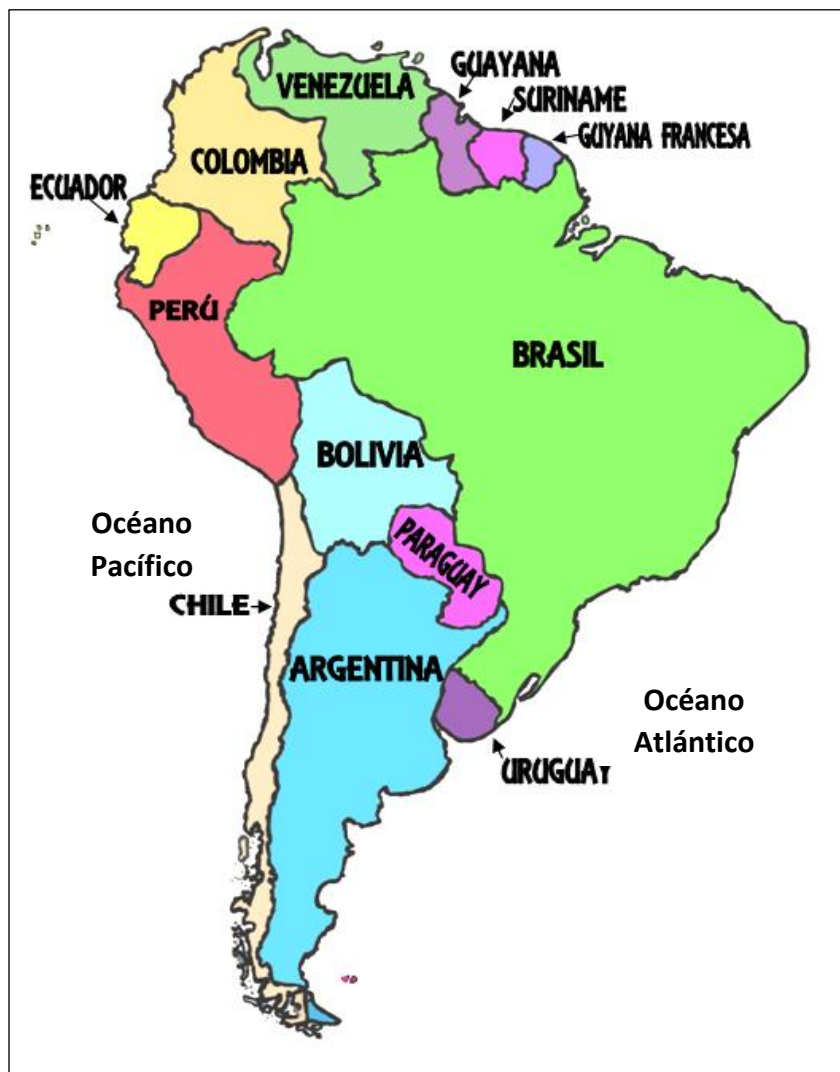 GUAYANA
VENEZUELA
SURINAME
GUYANA FRANCESA
COLOMBIA
ECUADOR
PERÚ
BRASIL
BOLIVIA
Océano
Pacífico
PARAGUAY
CHILE
ARGENTINA
Océano
Atlántico
URUGUAY